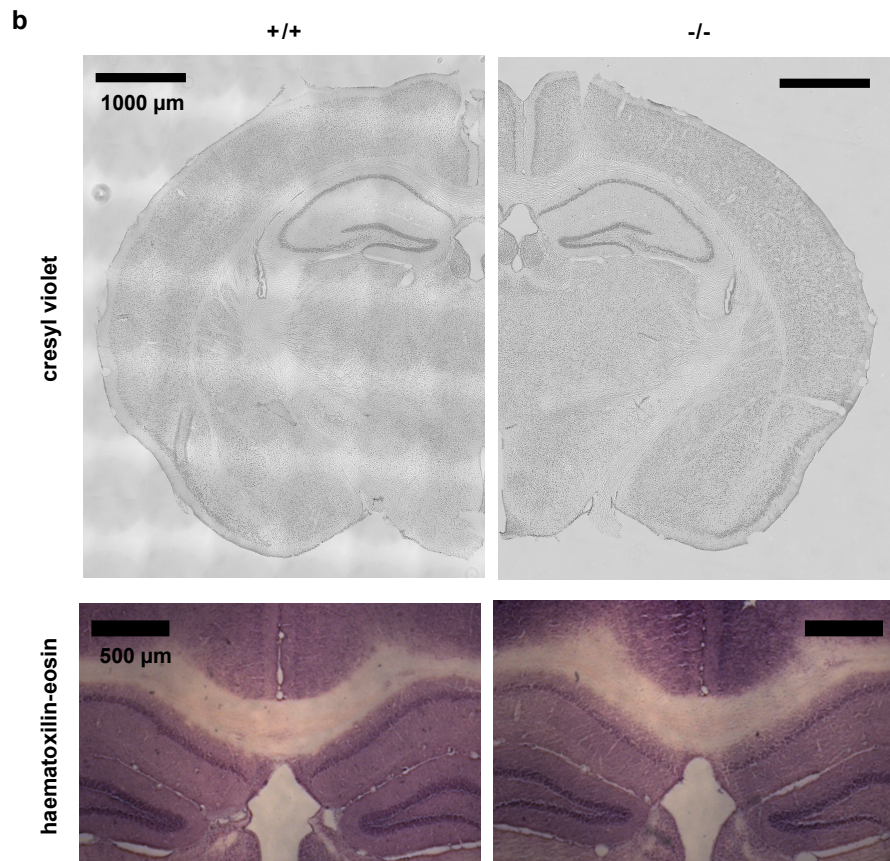 b
+/+
-/-
1000 µm
cresyl violet
500 µm
haematoxilin-eosin